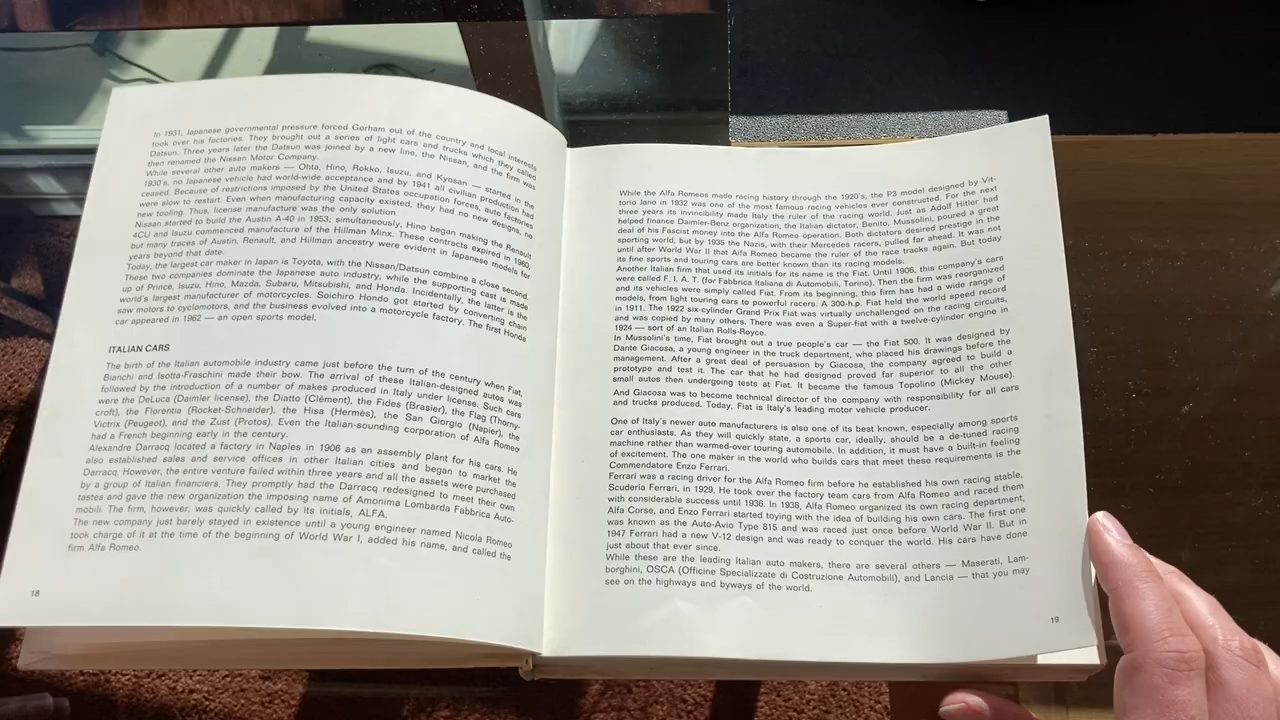 In 1931, Japanese governmental pressure forced Gorham out of the country and local interests
took over his factories. They brought out a series of light cars and trucks which they called
Datsun. Three years later the Datsun was joined by a new line, the Nissan, and the firm was
then renamed the Nissan Motor Company.
While several other auto makers — Ohta, Hino, Rokko, Isuzu, and Kyosan — started in the
1930's, no Japanese vehicle had world-wide acceptance and by 1941 all civilian production had
ceased. Because of restrictions imposed by the United States occupation forces, auto factories
were slow to restart. Even when manufacturing capacity existed, they had no new designs, no
new tooling. Thus, license manufacture was the only solution.
Nissan started to build the Austin A-40 in 1953; simultaneously, Hino began making the Renault
4CU and Isuzu commenced manufacture of the Hillman Minx. These contracts expired in 1960,
but many traces of Austin, Renault, and Hillman ancestry were evident in Japanese models for
years beyond that date.
Today, the largest car maker in Japan is Toyota, with the Nissan/Datsun combine a close second.
These two companies dominate the Japanese auto industry, while the supporting cast is made
up of Prince, Isuzu, Hino, Mazda, Subaru, Mitsubishi, and Honda. Incidentally, the latter is the
world's largest manufacturer of motorcycles. Soichiro Hondo got started by converting chain
saw motors to cyclomotors, and the business evolved into a motorcycle factory. The first Honda
car appeared in 1962 — an open sports model.
ITALIAN CARS
The birth of the Italian automobile industry came just before the turn of the century when Fiat,
Bianchi and Isotta-Fraschini made their bow. The arrival of these Italian-designed autos was
followed by the introduction of a number of makes produced in Italy under license. Such cars
were the DeLuca (Daimler license), the Diatto (Clément), the Fides (Brasier), the Flag (Thorny-
croft), the Florentia (Rocket-Schneider), the Hisa (Hermès), the San Giorgio (Napier), the
Victrix (Peugeot), and the Zust (Protos). Even the Italian-sounding corporation of Alfa Romeo
had a French beginning early in the century.
Alexandre Darracq located a factory in Naples in 1906 as an assembly plant for his cars. He
also established sales and service offices in other Italian cities and began to market the
Darracq. However, the entire venture failed within three years and all the assets were purchased
by a group of Italian financiers. They promptly had the Darracq redesigned to meet their own
tastes and gave the new organization the imposing name of Amonima Lombarda Fabbrica Auto-
mobili. The firm, however, was quickly called by its initials, ALFA.
The new company just barely stayed in existence until a young engineer named Nicola Romeo
took charge of it at the time of the beginning of World War I, added his name, and called the
firm Alfa Romeo.
18
While the Alfa Romeos made racing history through the 1920's, the P3 model designed by Vit-
torio Jano in 1932 was one of the most famous racing vehicles ever constructed. For the next
three years its invincibility made Italy the ruler of the racing world. Just as Adolf Hitler had
helped finance Daimler-Benz organization, the Italian dictator, Benito, Mussolini, poured a great
deal of his Fascist money into the Alfa Romeo operation. Both dictators desired prestige in the
sporting world, but by 1935 the Nazis, with their Mercedes racers, pulled far ahead. It was not
until after World War II that Alfa Romeo became the ruler of the race tracks again. But today
its fine sports and touring cars are better known than its racing models.
Another Italian firm that used its initials for its name is the Fiat. Until 1906, this company's cars
were called F. I. A. T. (for Fabbrica Italiana di Automobili, Torino). Then the firm was reorganized
and its vehicles were simply called Fiat. From its beginning, this firm has had a wide range of
models, from light touring cars to powerful racers. A 300-h.p. Fiat held the world speed record
in 1911. The 1922 six-cylinder Grand Prix Fiat was virtually unchallenged on the racing circuits,
and was copied by many others. There was even a Super-fiat with a twelve-cylinder engine in
1924 — sort of an Italian Rolls-Royce.
In Mussolini's time, Fiat brought out a true people's car — the Fiat 500. It was designed by
Dante Giacosa, a young engineer in the truck department, who placed his drawings before the
management. After a great deal of persuasion by Giacosa, the company agreed to build a
prototype and test it. The car that he had designed proved far superior to all the other
small autos then undergoing tests at Fiat. It became the famous Topolino (Mickey Mouse).
And Giacosa was to become technical director of the company with responsibility for all cars
and trucks produced. Today, Fiat is Italy's leading motor vehicle producer.
One of Italy's newer auto manufacturers is also one of its best known, especially among sports
car enthusiasts. As they will quickly state, a sports car, ideally, should be a de-tuned racing
machine rather than warmed-over touring automobile. In addition, it must have a built-in feeling
of excitement. The one maker in the world who builds cars that meet these requirements is the
Commendatore Enzo Ferrari.
Ferrari was a racing driver for the Alfa Romeo firm before he established his own racing stable,
Scuderia Ferrari, in 1929. He took over the factory team cars from Alfa Romeo and raced them
with considerable success until 1936. In 1938, Alfa Romeo organized its own racing department,
Alfa Corse, and Enzo Ferrari started toying with the idea of building his own cars. The first one
was known as the Auto-Avio Type 815 and was raced just once before World War II. But in
1947 Ferrari had a new V-12 design and was ready to conquer the world. His cars have done
just about that ever since.
While these are the leading Italian auto makers, there are several others — Maserati, Lam-
borghini, OSCA (Officine Specializzate di Costruzione Automobili), and Lancia — that you may
see on the highways and byways of the world.
19